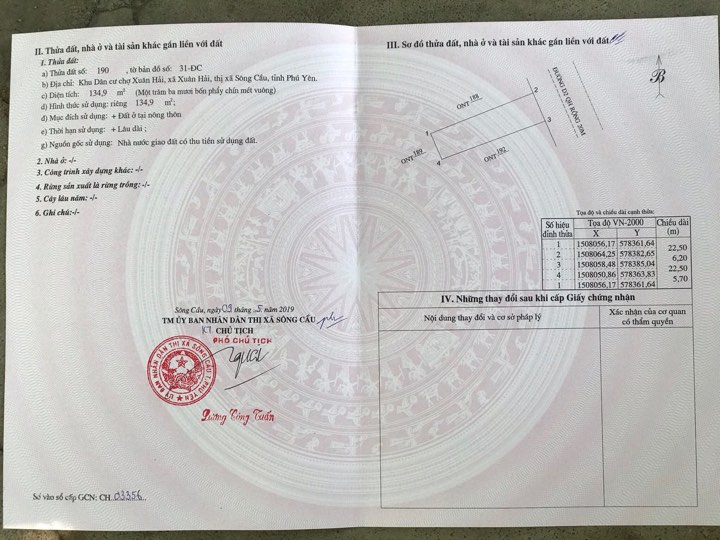 II. Thửa đất, nhà ở và tài sản khác gắn liền với đất
1. Thửa đất:
a) Thửa đất số: 190 , tờ bản đồ số: 31-ĐC
b) Địa chỉ: Khu Dân cư chợ Xuân Hải, xã Xuân Hải, thị xã Sông Cầu, tỉnh Phú Yên.
c) Diện tích: 134,9 m² (Một trăm ba mươi bốn phẩy chín mét vuông)
d) Hình thức sử dụng: riêng 134,9 m²;
đ) Mục đích sử dụng: + Đất ở tại nông thôn
e) Thời hạn sử dụng: + Lâu dài ;
g) Nguồn gốc sử dụng: Nhà nước giao đất có thu tiền sử dụng đất.
2. Nhà ở: -/-
3. Công trình xây dựng khác: -/-
4. Rừng sản xuất là rừng trồng: -/-
5. Cây lâu năm: -/-
6. Ghi chú:-/-
Sông Cầu, ngày 09 tháng 5 năm 2019
TM ỦY BAN NHÂN DÂN THỊ XÃ SÔNG CẦU
KT. CHỦ TỊCH
PHÓ CHỦ TỊCH
ỦY BAN NHÂN DÂN THỊ XÃ SÔNG CẦU T. PHÚ YÊN
Lương Công Tuấn
Số vào sổ cấp GCN: CH 03356
III. Sơ đồ thửa đất, nhà ở và tài sản khác gắn liền với đất
B
ĐƯỜNG D2 QH RỘNG 20M
ONT 188
2
3
1
ONT 189
4
ONT 192
Tọa độ và chiều dài cạnh thửa:
Số hiệu đỉnh thửa Tọa độ VN-2000 Chiều dài (m)
X Y
1 1508056,17 578361,64
22,50
2 1508064,25 578382,65
6,20
3 1508058,48 578385,04
22,50
4 1508050,86 578363,83
5,70
1 1508056,17 578361,64
IV. Những thay đổi sau khi cấp Giấy chứng nhận
Nội dung thay đổi và cơ sở pháp lý
Xác nhận của cơ quan
có thẩm quyền